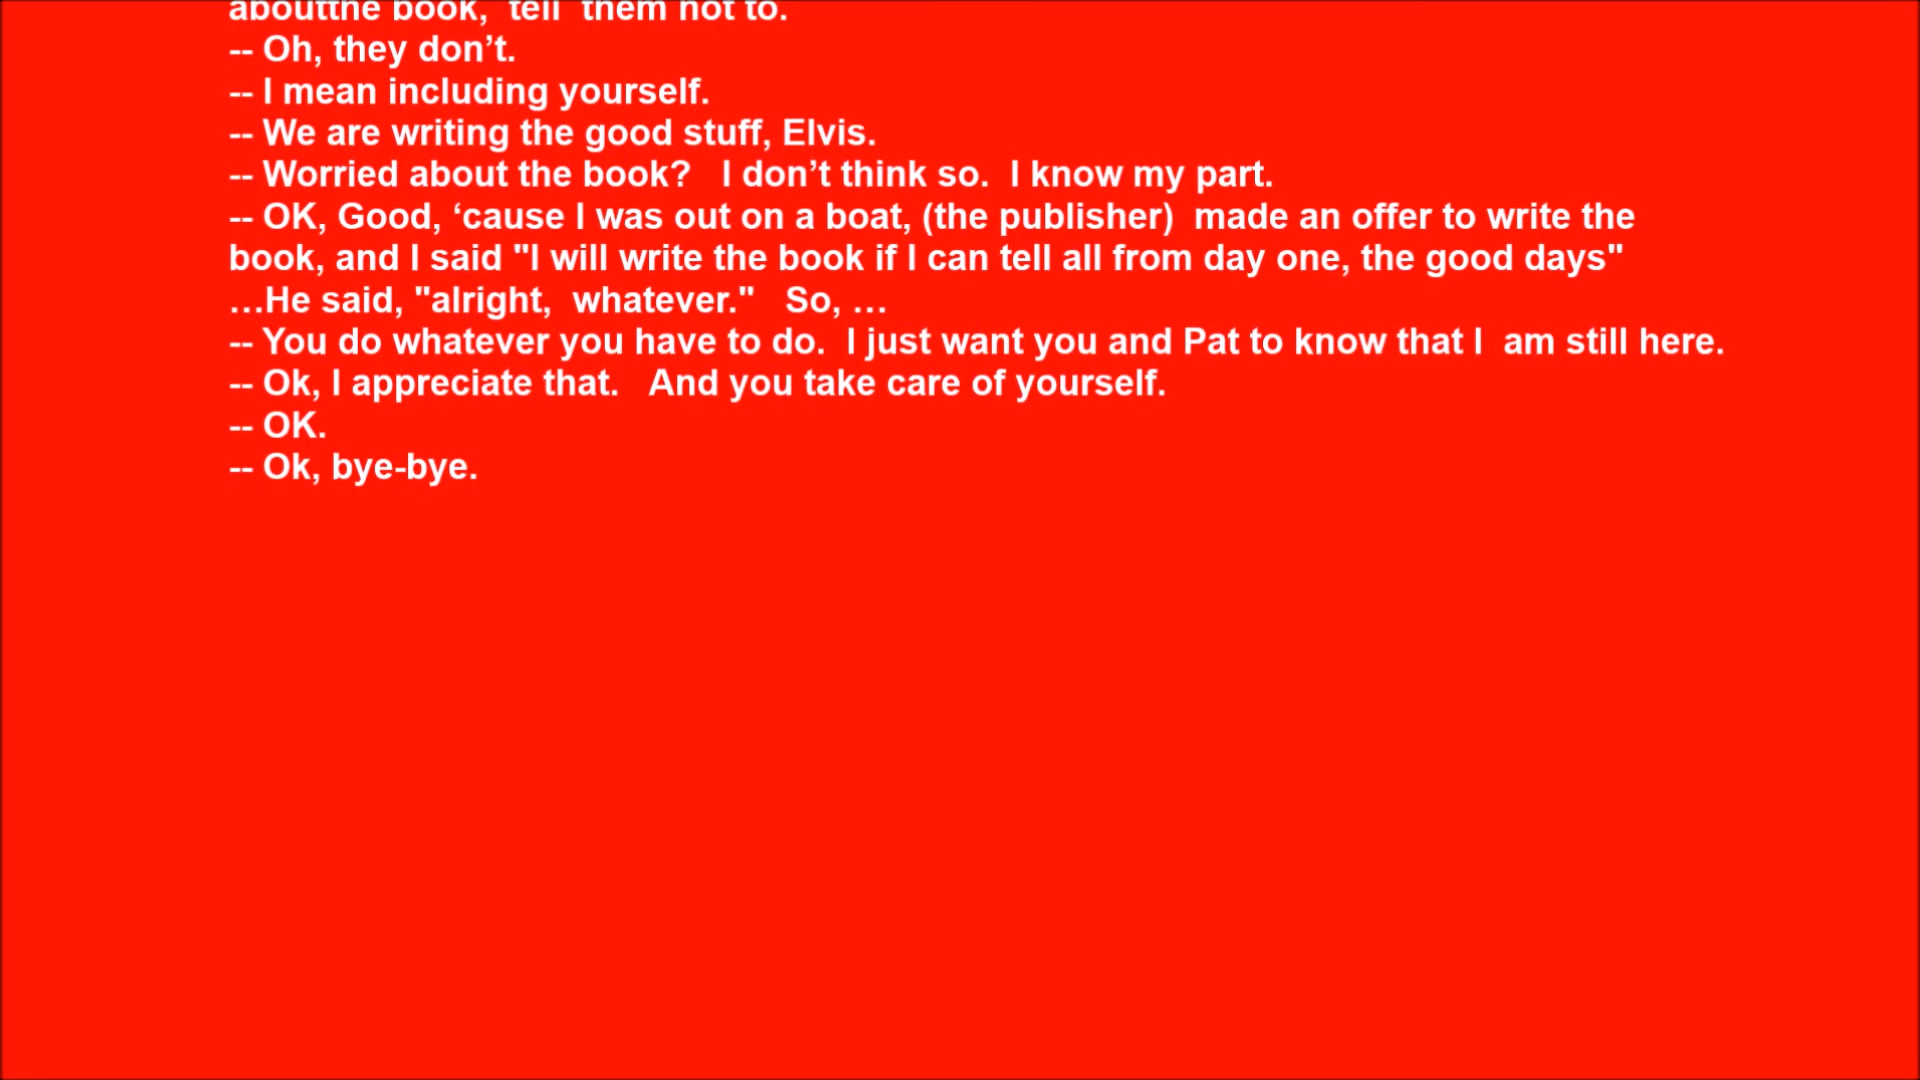 aboutthe book,  tell  them not to.
-- Oh, they don’t.
-- I mean including yourself.
-- We are writing the good stuff, Elvis.
-- Worried about the book?   I don’t think so.  I know my part.
-- OK, Good, ‘cause I was out on a boat, (the publisher)  made an offer to write the
book, and I said "I will write the book if I can tell all from day one, the good days"
…He said, "alright,  whatever."   So, …
-- You do whatever you have to do.  I just want you and Pat to know that I  am still here.
-- Ok, I appreciate that.   And you take care of yourself.
-- OK.
-- Ok, bye-bye.